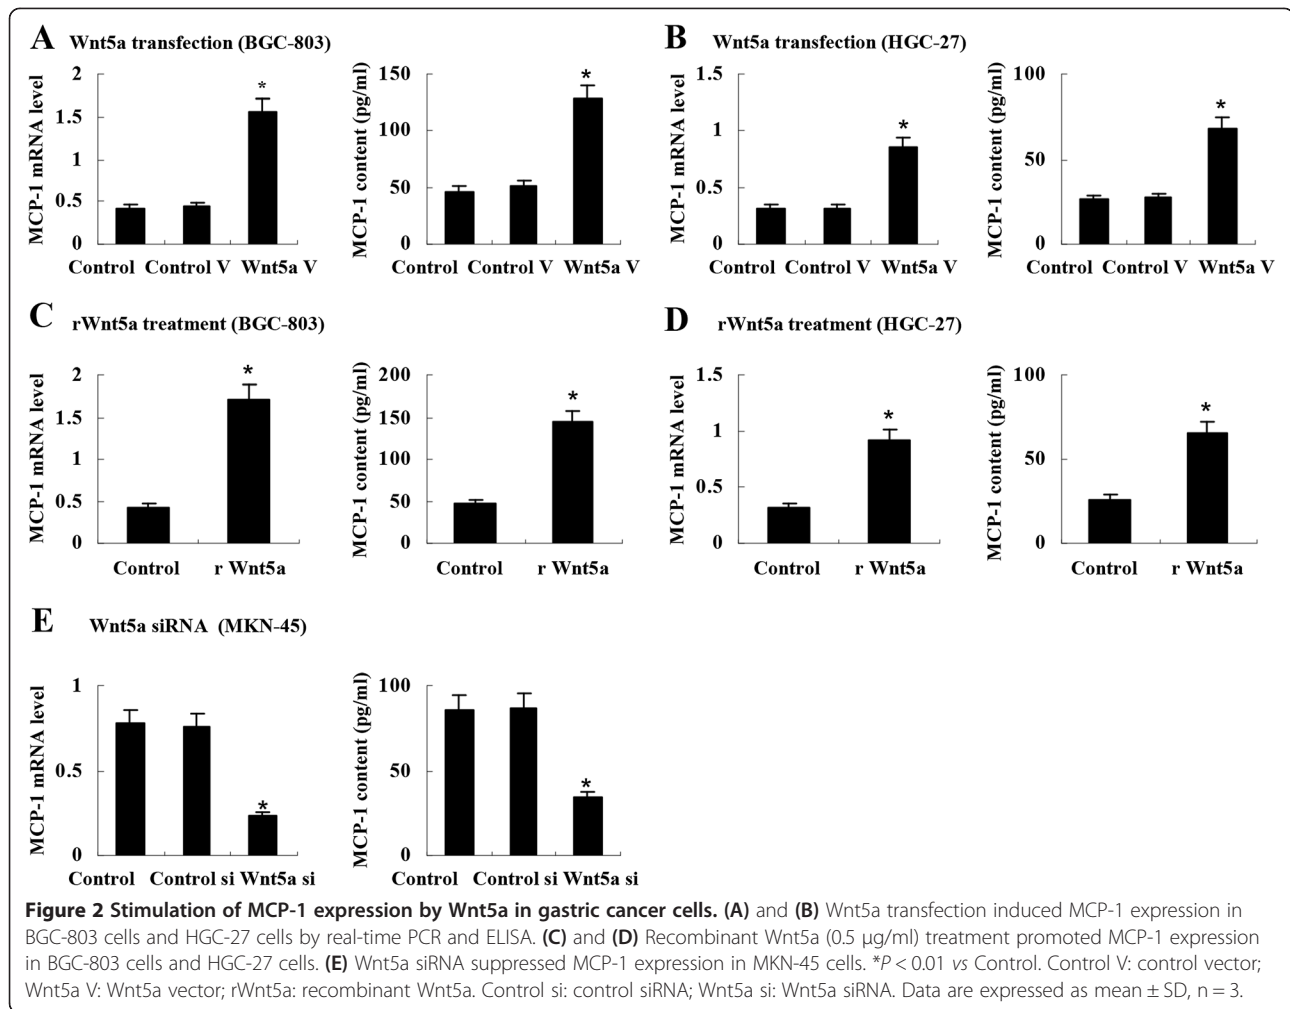 A Wnt5a transfection (BGC-803)
MCP-1 mRNA level
2
1.5
1
0.5
0
*
Control Control V Wnt5a V
MCP-1 content (pg/ml)
150
100
50
0
*
Control Control V Wnt5a V
B Wnt5a transfection (HGC-27)
MCP-1 mRNA level
1.5
1
0.5
0
*
Control Control V Wnt5a V
MCP-1 content (pg/ml)
100
50
0
*
Control Control V Wnt5a V
C rWnt5a treatment (BGC-803)
MCP-1 mRNA level
2
1.5
1
0.5
0
*
Control r Wnt5a
MCP-1 content (pg/ml)
200
150
100
50
0
*
Control r Wnt5a
D rWnt5a treatment (HGC-27)
MCP-1 mRNA level
1.5
1
0.5
0
*
Control r Wnt5a
MCP-1 content (pg/ml)
100
50
0
*
Control r Wnt5a
E Wnt5a siRNA (MKN-45)
MCP-1 mRNA level
1
0.5
0
*
Control Control si Wnt5a si
MCP-1 content (pg/ml)
100
50
0
*
Control Control si Wnt5a si
Figure 2 Stimulation of MCP-1 expression by Wnt5a in gastric cancer cells. (A) and (B) Wnt5a transfection induced MCP-1 expression in
BGC-803 cells and HGC-27 cells by real-time PCR and ELISA. (C) and (D) Recombinant Wnt5a (0.5 μg/ml) treatment promoted MCP-1 expression
in BGC-803 cells and HGC-27 cells. (E) Wnt5a siRNA suppressed MCP-1 expression in MKN-45 cells. *P < 0.01 vs Control. Control V: control vector;
Wnt5a V: Wnt5a vector; rWnt5a: recombinant Wnt5a. Control si: control siRNA; Wnt5a si: Wnt5a siRNA. Data are expressed as mean ± SD, n = 3.